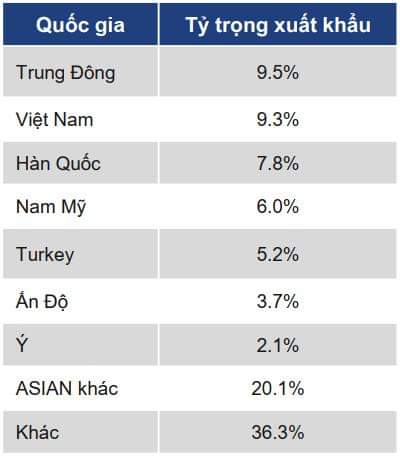 Quốc gia Tỷ trọng xuất khẩu
Trung Đông 9.5%
Việt Nam 9.3%
Hàn Quốc 7.8%
Nam Mỹ 6.0%
Turkey 5.2%
Ấn Độ 3.7%
Ý 2.1%
ASIAN khác 20.1%
Khác 36.3%